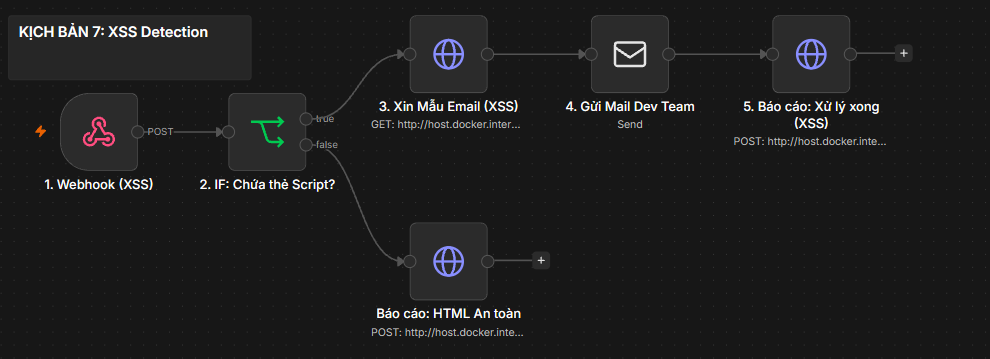 KỊCH BẢN 7: XSS Detection
POST
1. Webhook (XSS)
true
false
2. IF: Chứa thẻ Script?
3. Xin Mẫu Email (XSS)
GET: http://host.docker.inter...
4. Gửi Mail Dev Team
Send
5. Báo cáo: Xử lý xong
(XSS)
POST: http://host.docker.inte...
Báo cáo: HTML An toàn
POST: http://host.docker.inte...